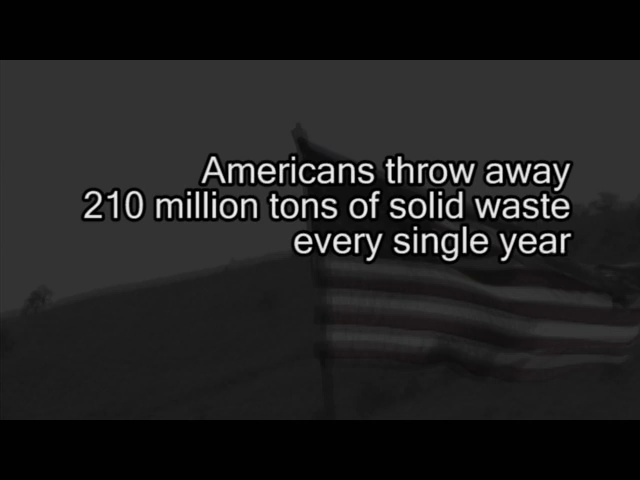 Americans throw away
210 million tons of solid waste
every single year